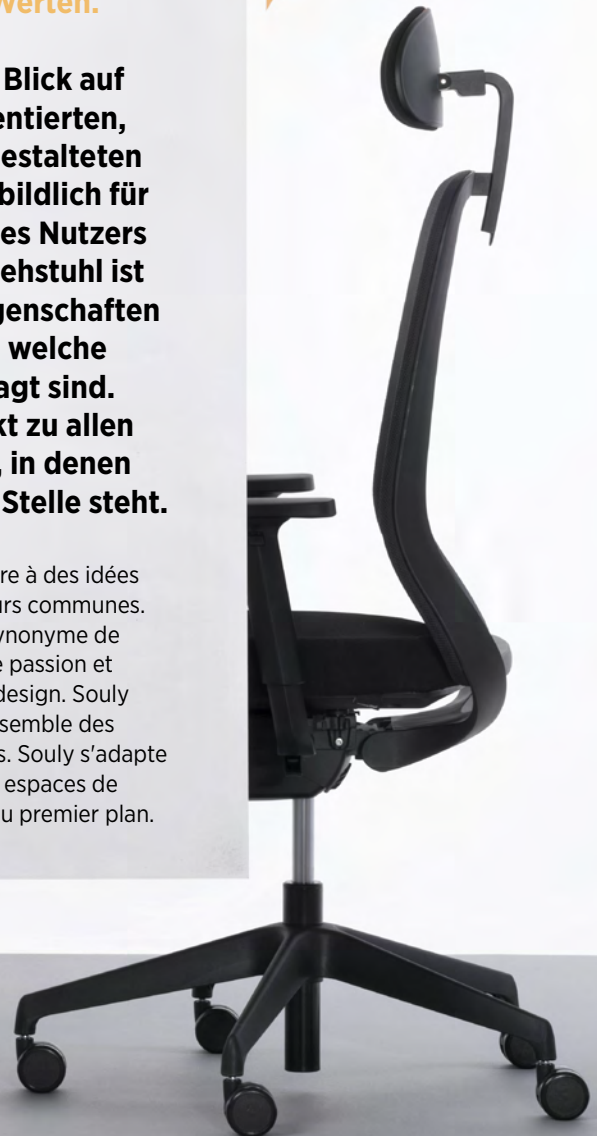 Werten.
Blick auf
entierten,
estalteten
bildlich für
es Nutzers
ehstuhl ist
genschaften
welche
agt sind.
kt zu allen
, in denen
Stelle steht.
re à des idées
urs communes.
ynonyme de
e passion et
design. Souly
semble des
s. Souly s'adapte
espaces de
u premier plan.